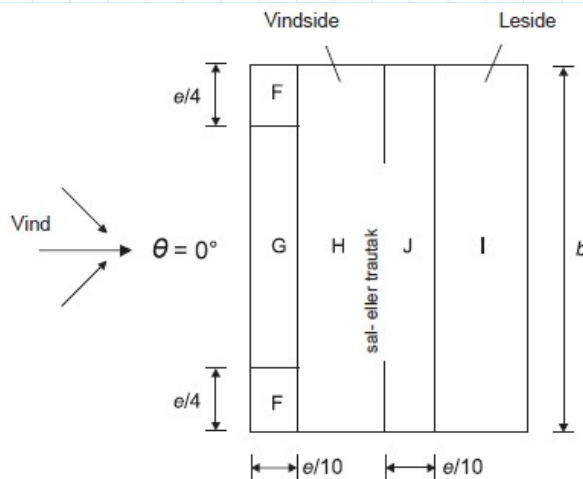 Vindside
Leside
F
e/4
Vind
θ = 0°
G
H
sal- eller trautak
J
I
b
e/4
F
e/10
e/10